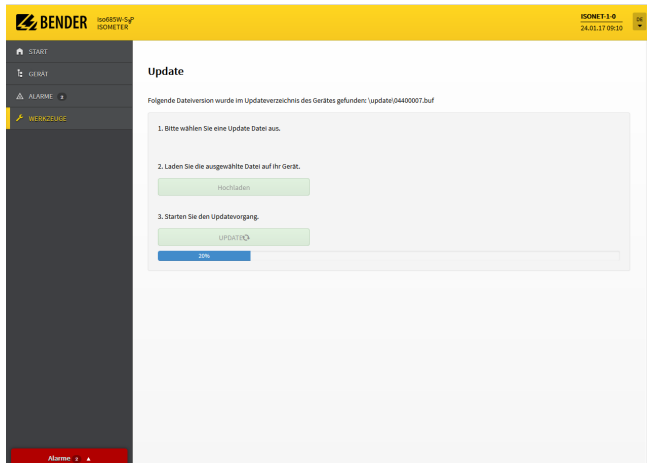 BENDER
Iso685W-S-P
ISOMETER
ISONET-1-0
24.01.17 09:10
DE
START
GERÄT
ALARME 2
WERKZEUGE
Update
Folgende Dateiversion wurde im Updateverzeichnis des Gerätes gefunden: \update\04400007.buf
1. Bitte wählen Sie eine Update Datei aus.
2. Laden Sie die ausgewählte Datei auf Ihr Gerät.
Hochladen
3. Starten Sie den Updatevorgang.
UPDATE
20%
Alarme 2